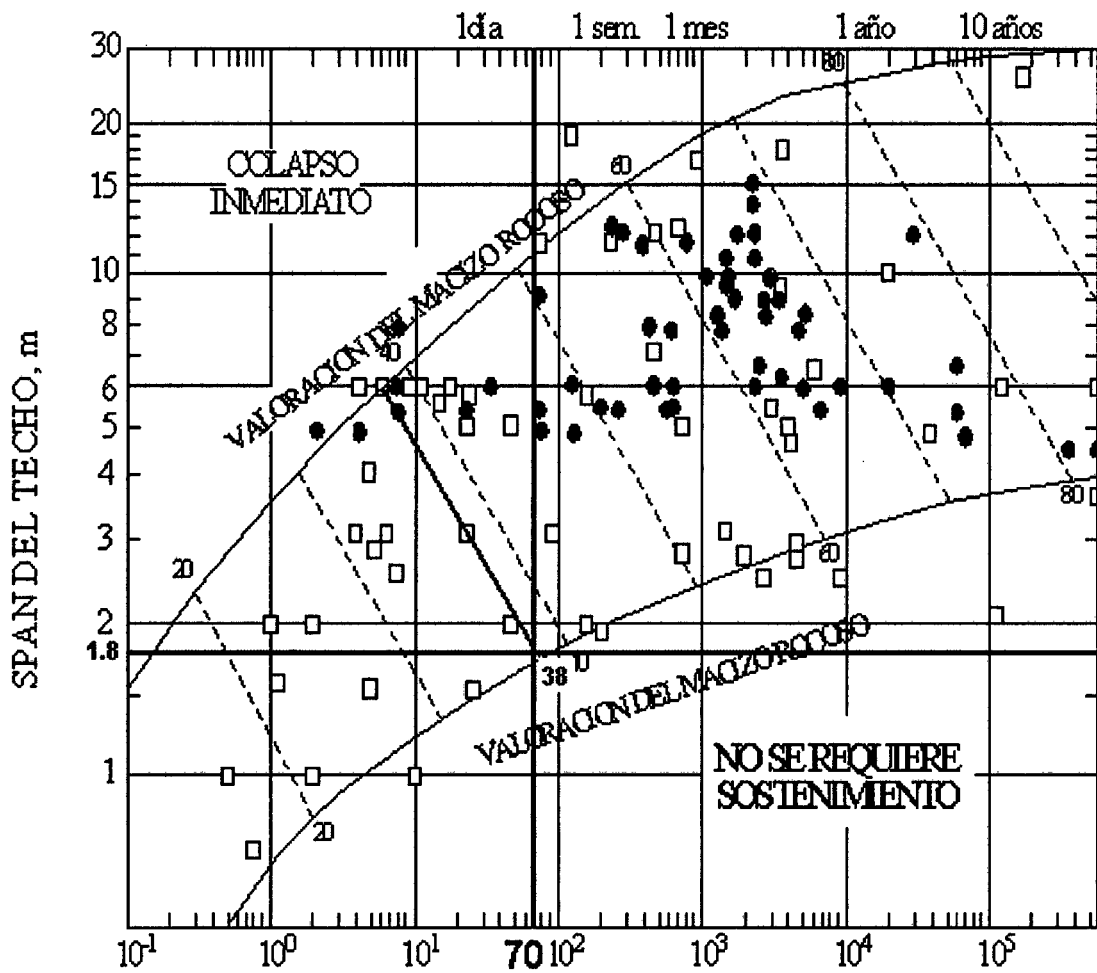 1 día 1 sem. 1 mes 1 año 10 años
30
20
15
10
8
6
5
4
3
2
1.8
1
SPAN DEL TECHO, m
COLAPSO
INMEDIATO
VALORACION DEL MACIZO ROCOSO
20
40
60
80
VALORACION DEL MACIZO ROCOSO
20
38
60
80
NO SE REQUIERE
SOSTENIMIENTO
10⁻¹ 10⁰ 10¹ 70 10² 10³ 10⁴ 10⁵